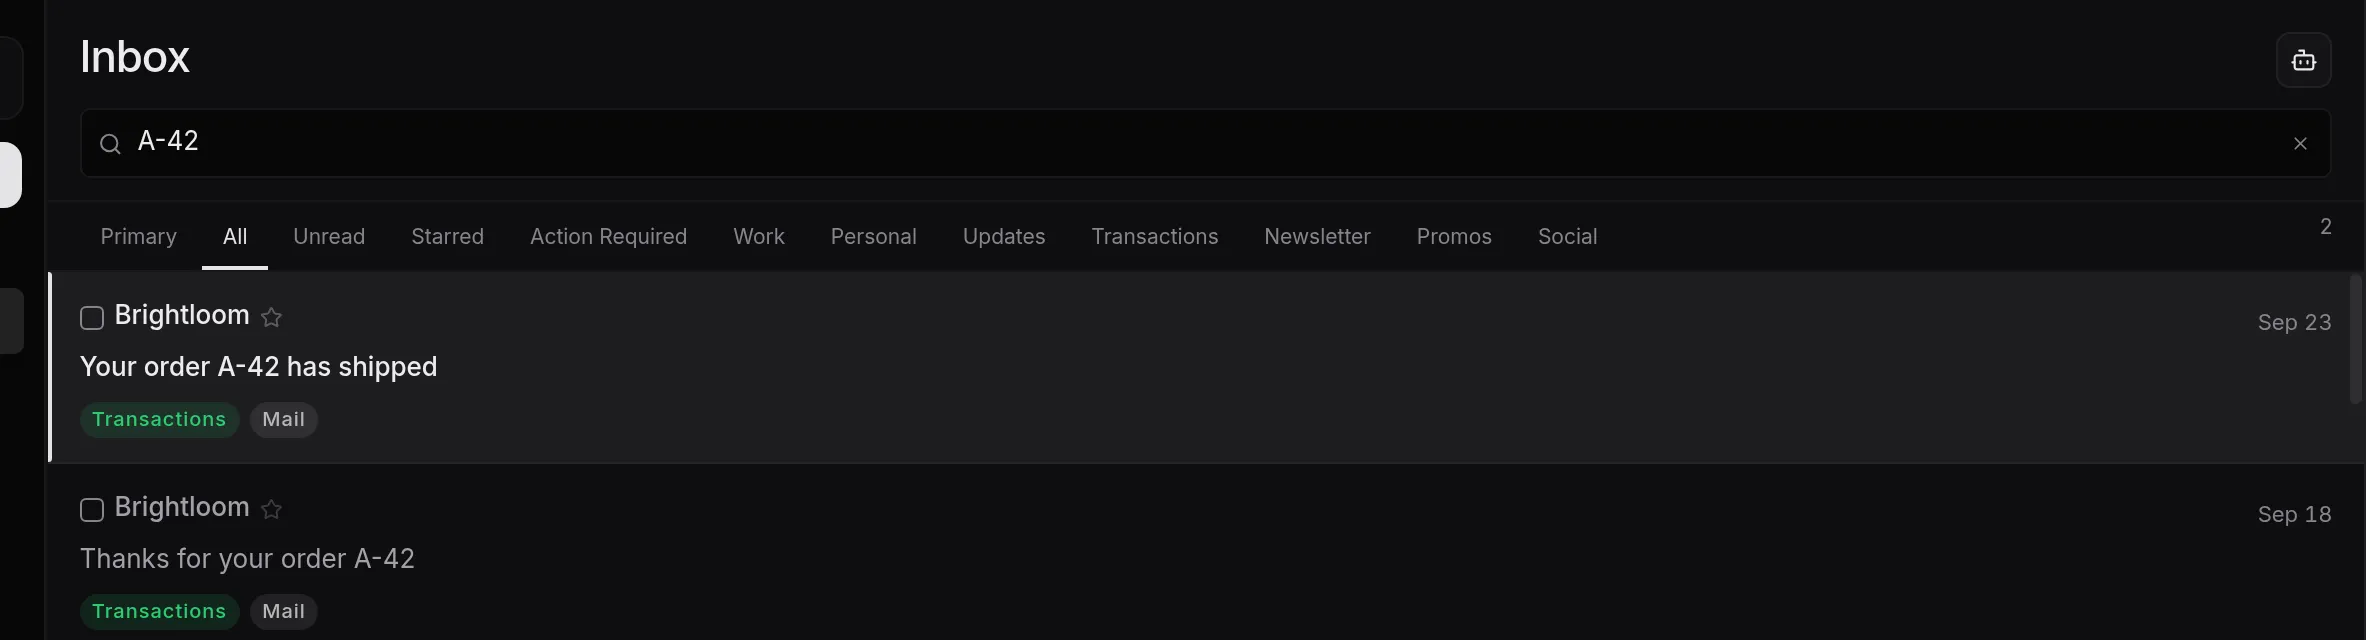 Inbox
A-42
Primary All Unread Starred Action Required Work Personal Updates Transactions Newsletter Promos Social 2
Brightloom Sep 23
Your order A-42 has shipped
Transactions Mail
Brightloom Sep 18
Thanks for your order A-42
Transactions Mail